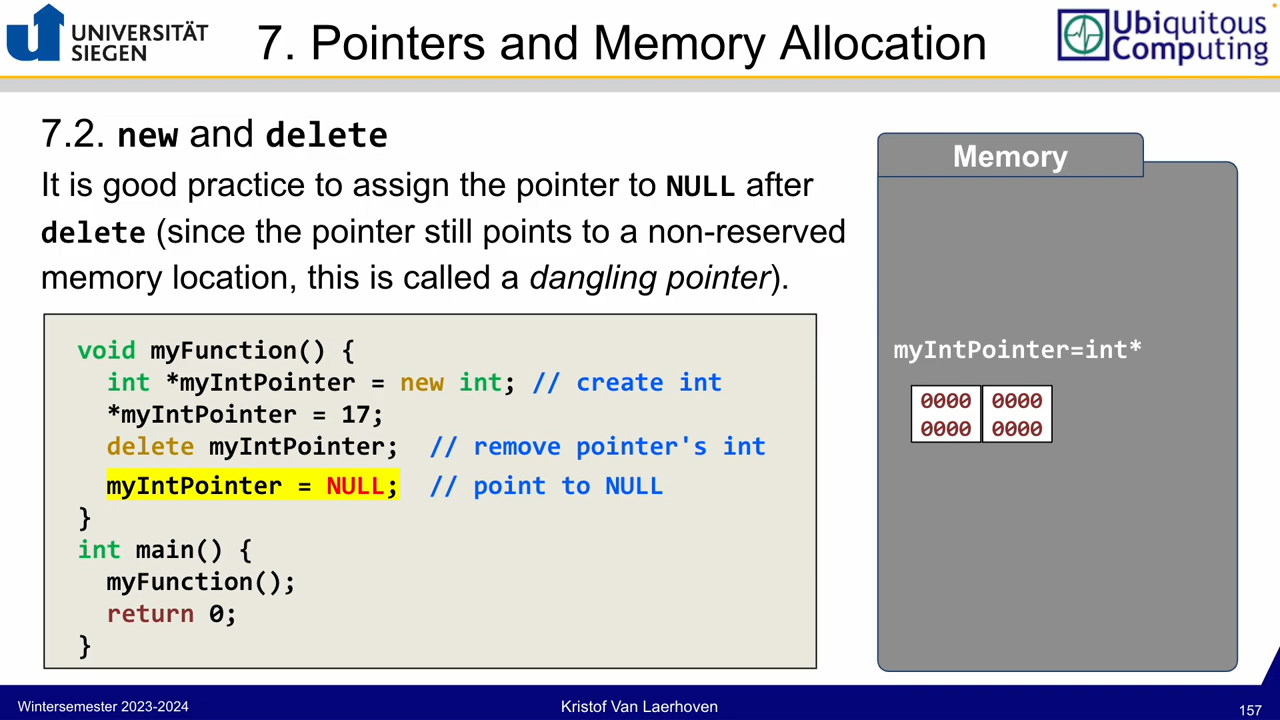 UNIVERSITÄT
SIEGEN
7. Pointers and Memory Allocation
Ubiquitous
Computing
7.2. new and delete
It is good practice to assign the pointer to NULL after
delete (since the pointer still points to a non-reserved
memory location, this is called a dangling pointer).
void myFunction() {
int *myIntPointer = new int; // create int
*myIntPointer = 17;
delete myIntPointer; // remove pointer's int
myIntPointer = NULL; // point to NULL
}
int main() {
myFunction();
return 0;
}
Memory
myIntPointer=int*
0000 0000
0000 0000
Wintersemester 2023-2024
Kristof Van Laerhoven
157